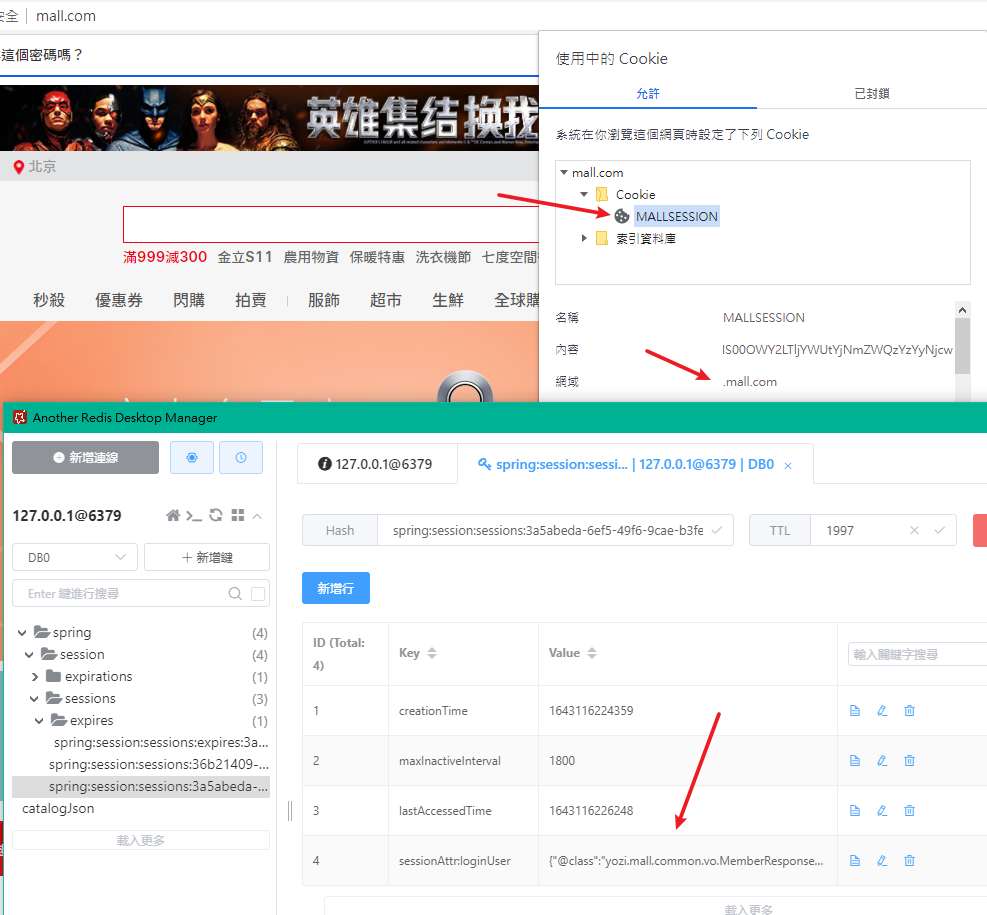 安全 mall.com
這個密碼嗎？
英雄集结 换我
JUSTICE LEAGUE and all related characters and elements
北京
滿999減300 金立S11 農用物資 保暖特惠 洗衣機節 七度空間
秒殺 優惠券 閃購 拍賣 服飾 超市 生鮮 全球購
使用中的 Cookie
允許 已封鎖
系統在你瀏覽這個網頁時設定了下列 Cookie
mall.com
Cookie
MALLSESSION
索引資料庫
名稱 MALLSESSION
內容 IS00OWY2LTljYWUtYjNmZWQzYzYyNjcw
網域 .mall.com
Another Redis Desktop Manager
新增連線
127.0.0.1@6379
DB0 新增鍵
Enter 鍵進行搜尋
spring (4)
session (4)
expirations (1)
sessions (3)
expires (1)
spring:session:sessions:expires:3a...
spring:session:sessions:36b21409-...
spring:session:sessions:3a5abeda-...
catalogJson
載入更多
127.0.0.1@6379 spring:session:sessi... | 127.0.0.1@6379 | DB0
Hash spring:session:sessions:3a5abeda-6ef5-49f6-9cae-b3fe TTL 1997
新增行
ID (Total: 4) Key Value 輸入關鍵字搜尋
1 creationTime 1643116224359
2 maxInactiveInterval 1800
3 lastAccessedTime 1643116226248
4 sessionAttr:loginUser {"@class":"yozi.mall.common.vo.MemberResponse...
載入更多